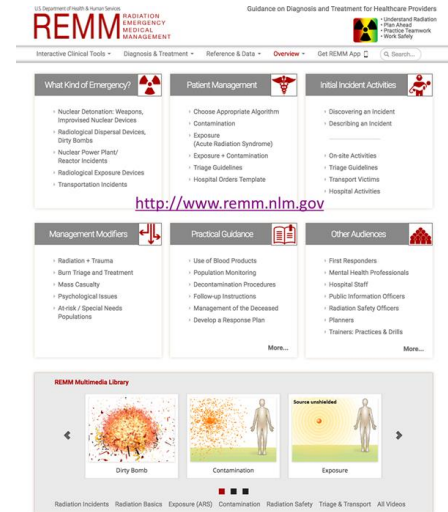 U.S. Department of Health & Human Services
Guidance on Diagnosis and Treatment for Healthcare Providers
REMM RADIATION
EMERGENCY
MEDICAL
MANAGEMENT
• Understand Radiation
• Plan Ahead
• Practice Teamwork
• Work Safely
Interactive Clinical Tools Diagnosis & Treatment Reference & Data Overview Get REMM App Search...
What Kind of Emergency?
Nuclear Detonation: Weapons,
Improvised Nuclear Devices
Radiological Dispersal Devices,
Dirty Bombs
Nuclear Power Plant/
Reactor Incidents
Radiological Exposure Devices
Transportation Incidents
Patient Management
Choose Appropriate Algorithm
Contamination
Exposure
(Acute Radiation Syndrome)
Exposure + Contamination
Triage Guidelines
Hospital Orders Template
Initial Incident Activities
Discovering an Incident
Describing an Incident
On-site Activities
Triage Guidelines
Transport Victims
Hospital Activities
http://www.remm.nlm.gov
Management Modifiers
Radiation + Trauma
Burn Triage and Treatment
Mass Casualty
Psychological Issues
At-risk / Special Needs
Populations
Practical Guidance
Use of Blood Products
Population Monitoring
Decontamination Procedures
Follow-up Instructions
Management of the Deceased
Develop a Response Plan
More...
Other Audiences
First Responders
Mental Health Professionals
Hospital Staff
Public Information Officers
Radiation Safety Officers
Planners
Trainers: Practices & Drills
More...
REMM Multimedia Library
Source unshielded
Dirty Bomb
Contamination
Exposure
Radiation Incidents Radiation Basics Exposure (ARS) Contamination Radiation Safety Triage & Transport All Videos